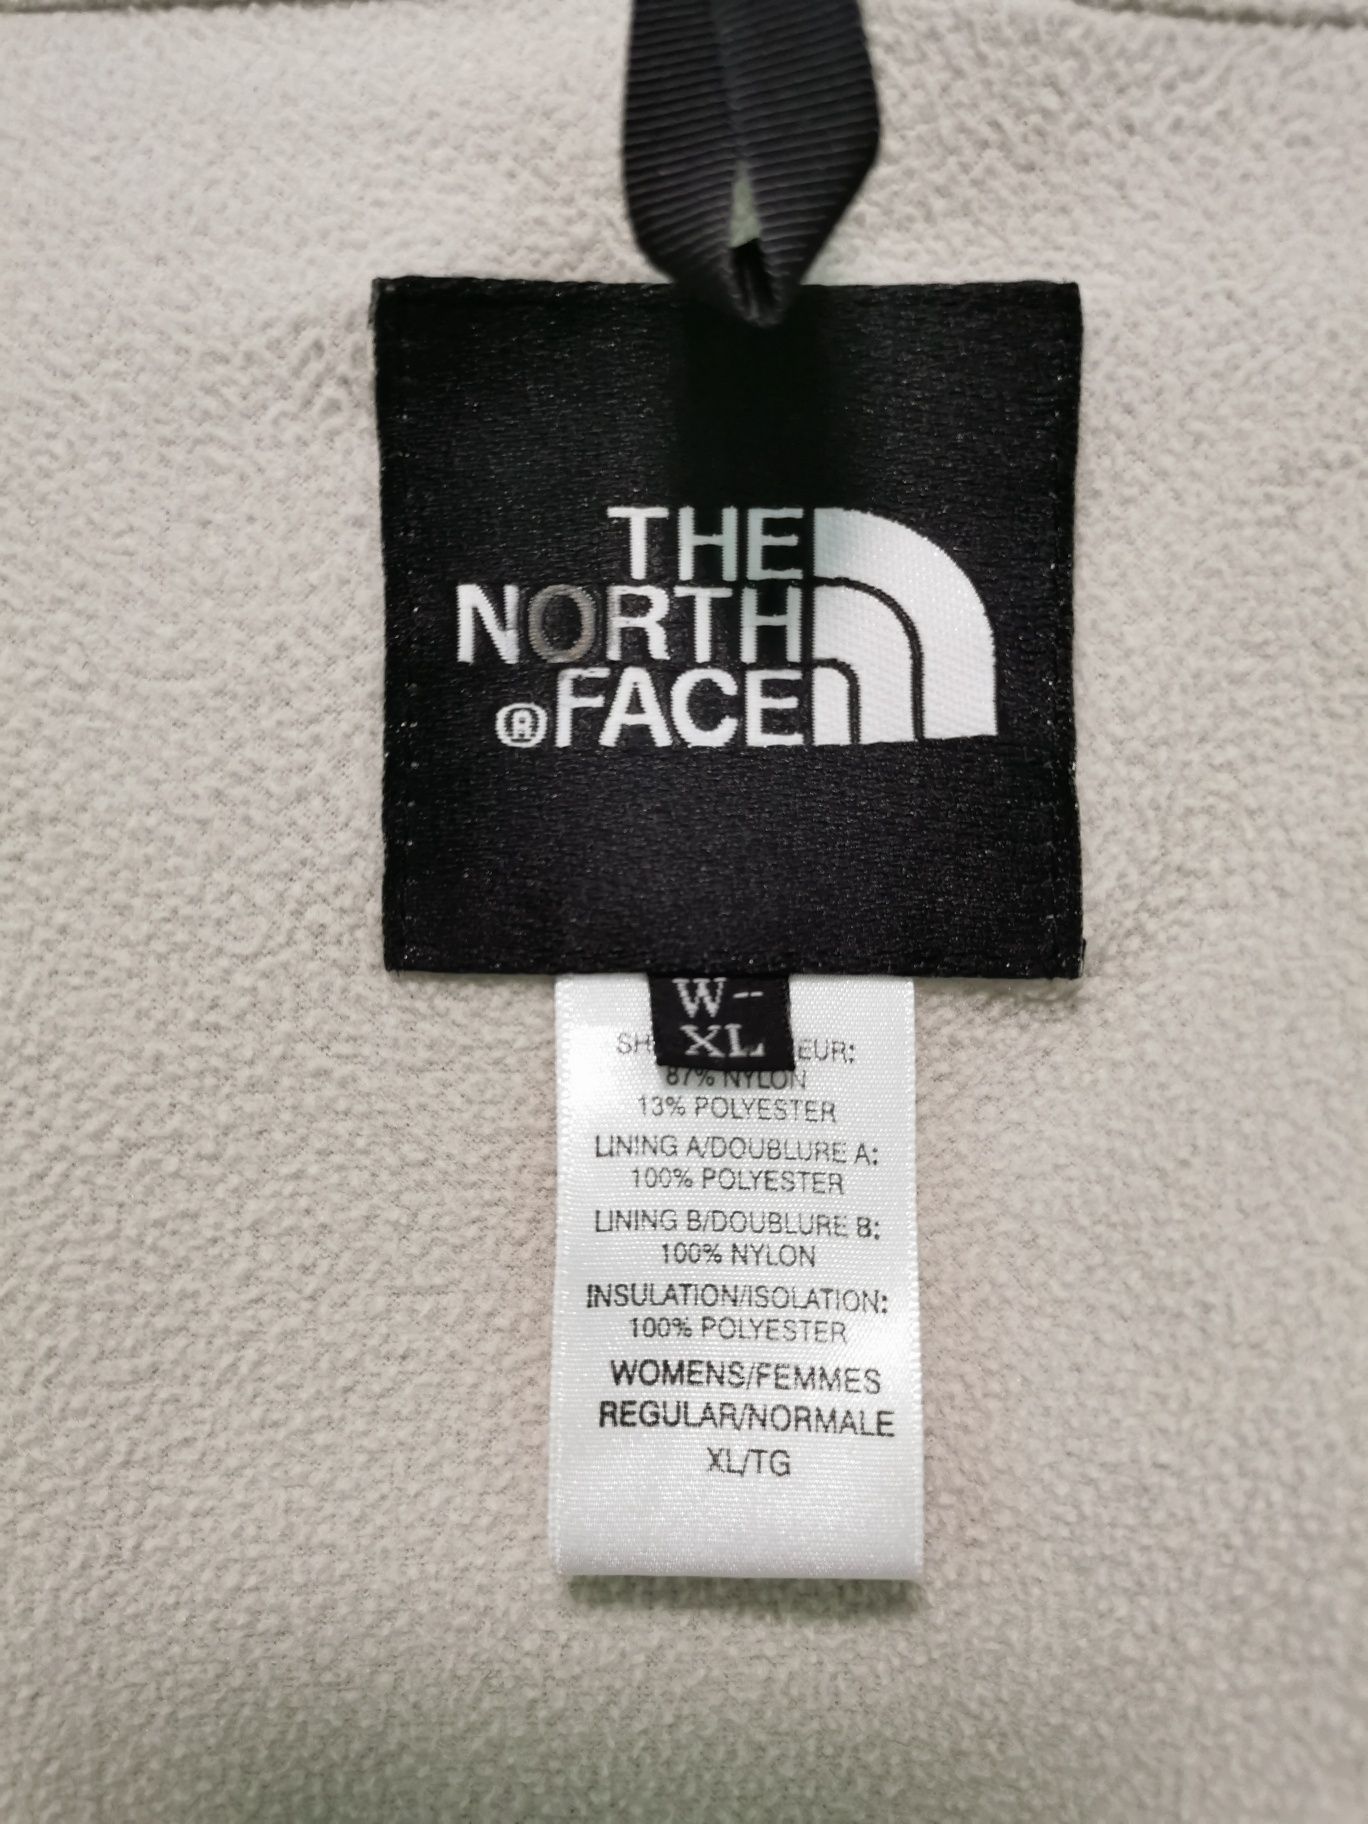 THE
NORTH
®FACE
W--
XL
EUR:
87% NYLON
13% POLYESTER
LINING A/DOUBLURE A:
100% POLYESTER
LINING B/DOUBLURE B:
100% NYLON
INSULATION/ISOLATION:
100% POLYESTER
WOMENS/FEMMES
REGULAR/NORMALE
XL/TG